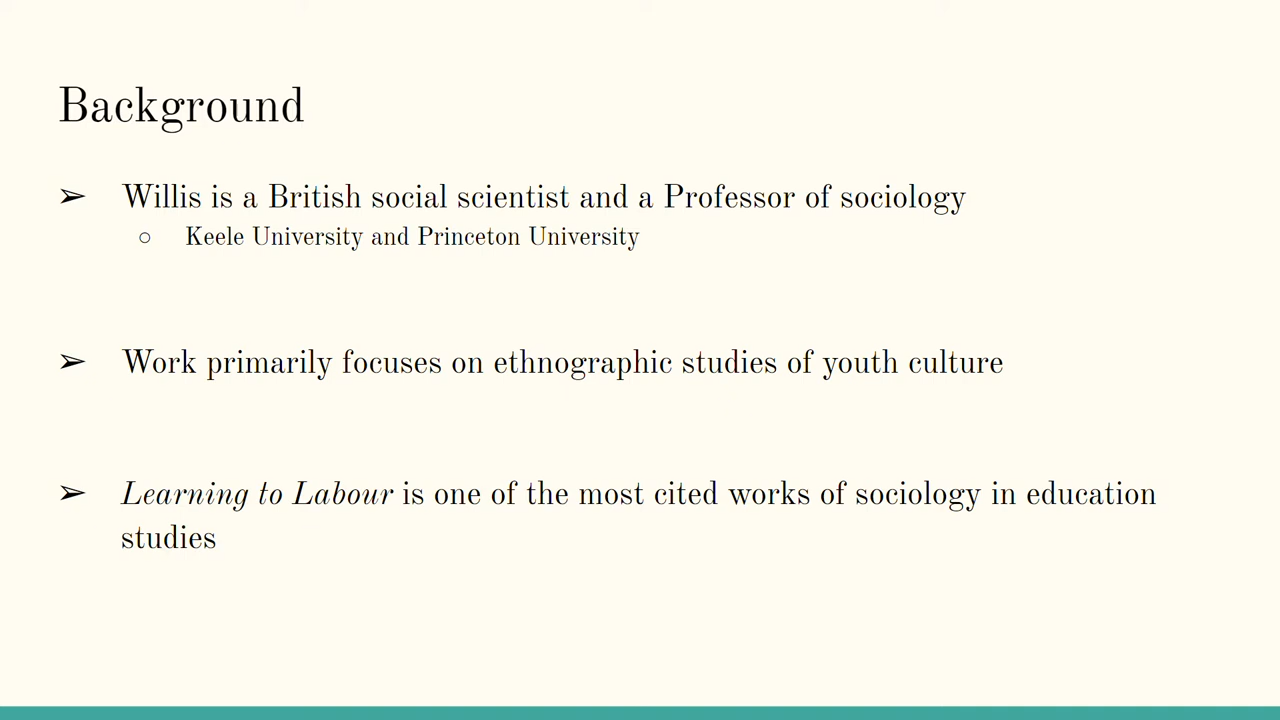 Background
➢ Willis is a British social scientist and a Professor of sociology
○ Keele University and Princeton University
➢ Work primarily focuses on ethnographic studies of youth culture
➢ Learning to Labour is one of the most cited works of sociology in education
studies